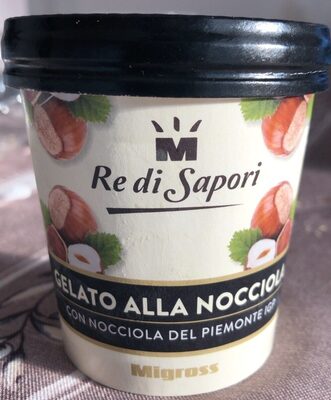 M
Re di Sapori
GELATO ALLA NOCCIOLA
CON NOCCIOLA DEL PIEMONTE IGP
Migross